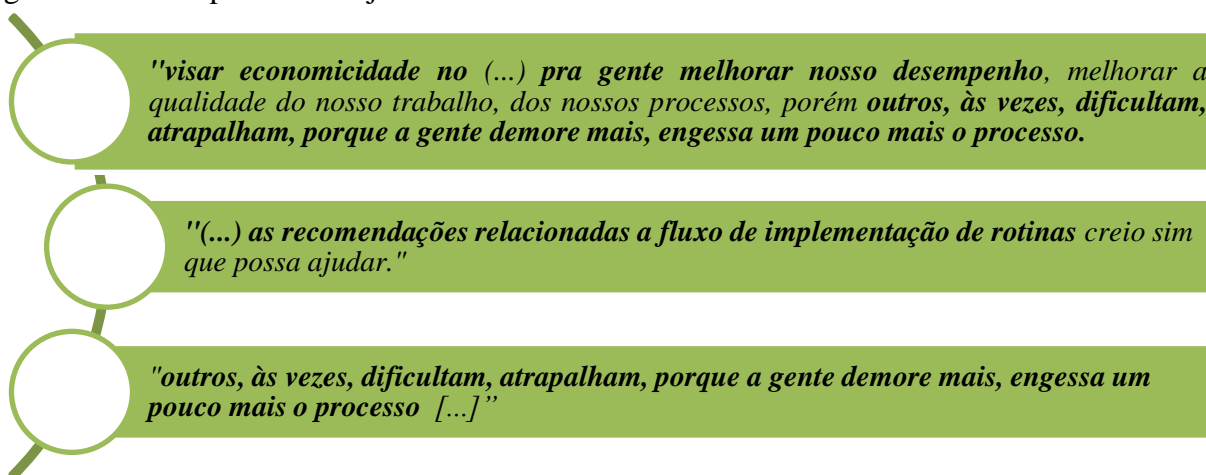 ''visar economicidade no (...) pra gente melhorar nosso desempenho, melhorar a
qualidade do nosso trabalho, dos nossos processos, porém outros, às vezes, dificultam,
atrapalham, porque a gente demore mais, engessa um pouco mais o processo.
''(...) as recomendações relacionadas a fluxo de implementação de rotinas creio sim
que possa ajudar."
"outros, às vezes, dificultam, atrapalham, porque a gente demore mais, engessa um
pouco mais o processo [...]”